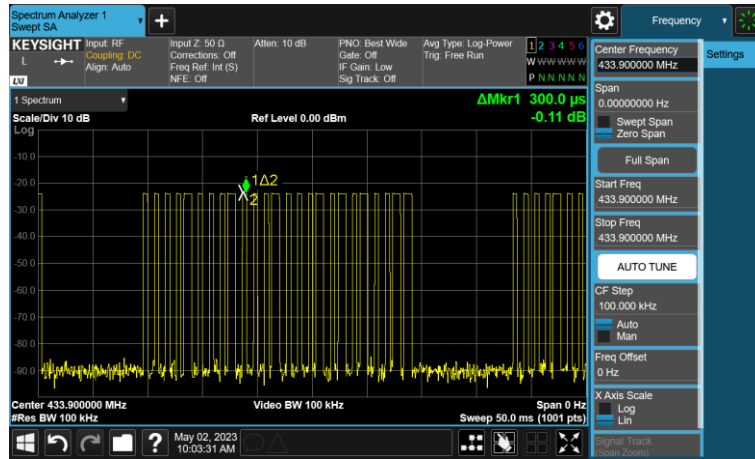 Spectrum Analyzer 1
Swept SA
Frequency
KEYSIGHT
L
LXI
Input: RF
Coupling: DC
Align: Auto
Input Z: 50 Ω
Corrections: Off
Freq Ref: Int (S)
NFE: Off
Atten: 10 dB
PNO: Best Wide
Gate: Off
IF Gain: Low
Sig Track: Off
Avg Type: Log-Power
Trig: Free Run
1 2 3 4 5 6
W W W W W W
P N N N N N
1 Spectrum
ΔMkr1 300.0 µs
-0.11 dB
Scale/Div 10 dB
Ref Level 0.00 dBm
Log
-10.0
-20.0
-30.0
-40.0
-50.0
-60.0
-70.0
-80.0
-90.0
1Δ2
2
Center 433.900000 MHz
Video BW 100 kHz
Span 0 Hz
#Res BW 100 kHz
Sweep 50.0 ms (1001 pts)
?
May 02, 2023
10:03:31 AM
Center Frequency
433.900000 MHz
Settings
Span
0.00000000 Hz
Swept Span
Zero Span
Full Span
Start Freq
433.900000 MHz
Stop Freq
433.900000 MHz
AUTO TUNE
CF Step
100.000 kHz
Auto
Man
Freq Offset
0 Hz
X Axis Scale
Log
Lin
Signal Track
(Span Zoom)